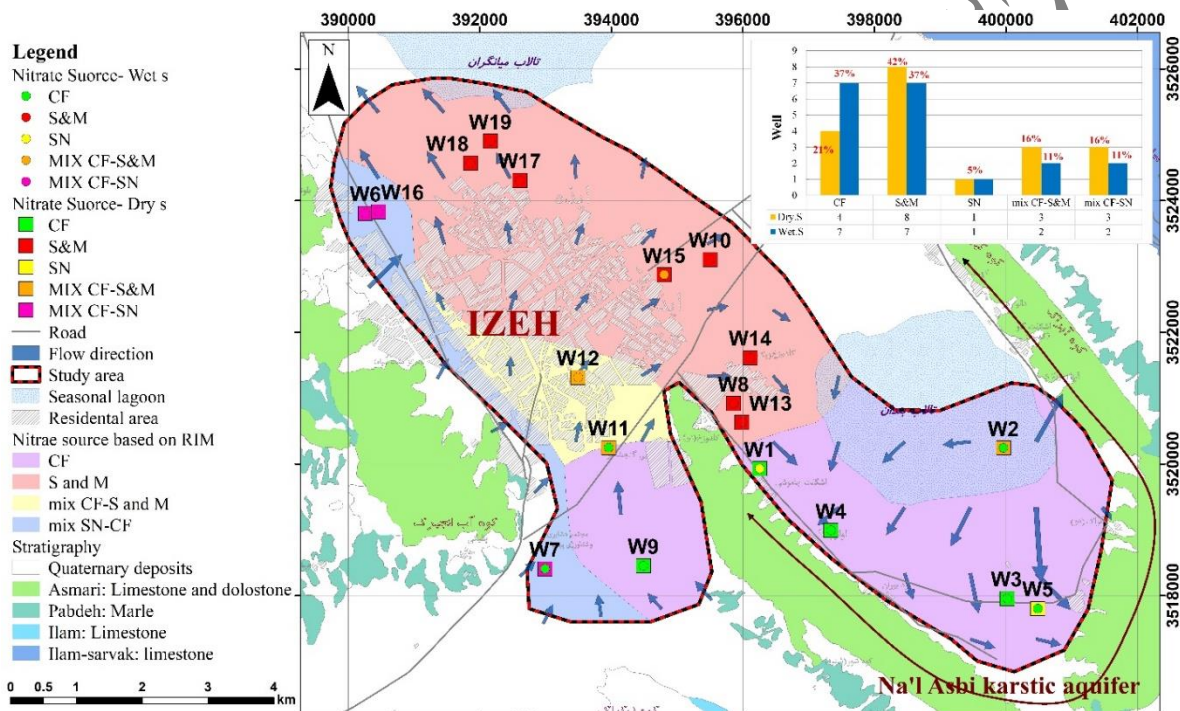 390000 392000 394000 396000 398000 400000 402000
Legend
Nitrate Suorce- Wet s
CF
S&M
SN
MIX CF-S&M
MIX CF-SN
Nitrate Suorce- Dry s
CF
S&M
SN
MIX CF-S&M
MIX CF-SN
Road
Flow direction
Study area
Seasonal lagoon
Residental area
Nitrae source based on RIM
CF
S and M
mix CF-S and M
mix SN-CF
Stratigraphy
Quaternary deposits
Asmari: Limestone and dolostone
Pabdeh: Marle
Ilam: Limestone
Ilam-sarvak: limestone
0 0.5 1 2 3 4
km
N
تالاب میانگران
W19
W18
W17
W6 W16
W10
W15
IZEH
W14
W12
W8
W13
W11
W1
W2
W4
W7
W9
W3
W5
تالاب بندان
کوه آب انجیرک
Na'l Asbi karstic aquifer
Well
9
8
7
6
5
4
3
2
1
0
21% 37% 42% 37% 5% 16% 11% 16% 11%
CF S&M SN mix CF-S&M mix CF-SN
Dry.S 4 8 1 3 3
Wet.S 7 7 1 2 2
3526000
3524000
3522000
3520000
3518000